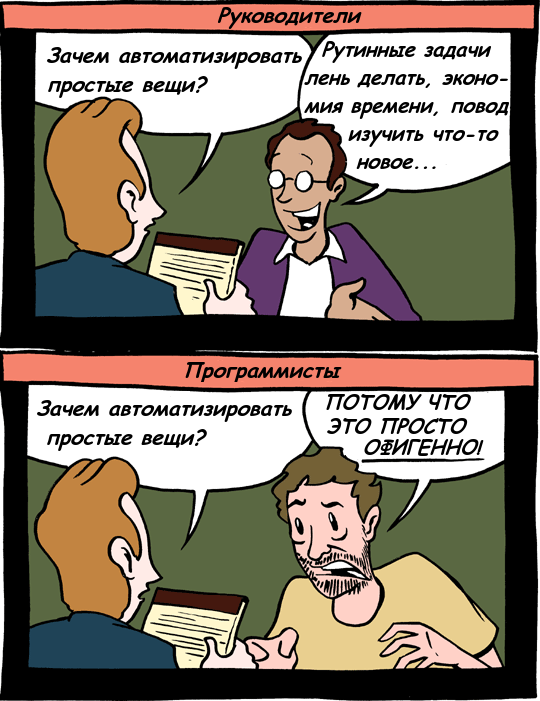 Руководители
Зачем автоматизировать
простые вещи?
Рутинные задачи
лень делать, эконо-
мия времени, повод
изучить что-то
новое...
Программисты
Зачем автоматизировать
простые вещи?
ПОТОМУ ЧТО
ЭТО ПРОСТО
ОФИГЕННО!